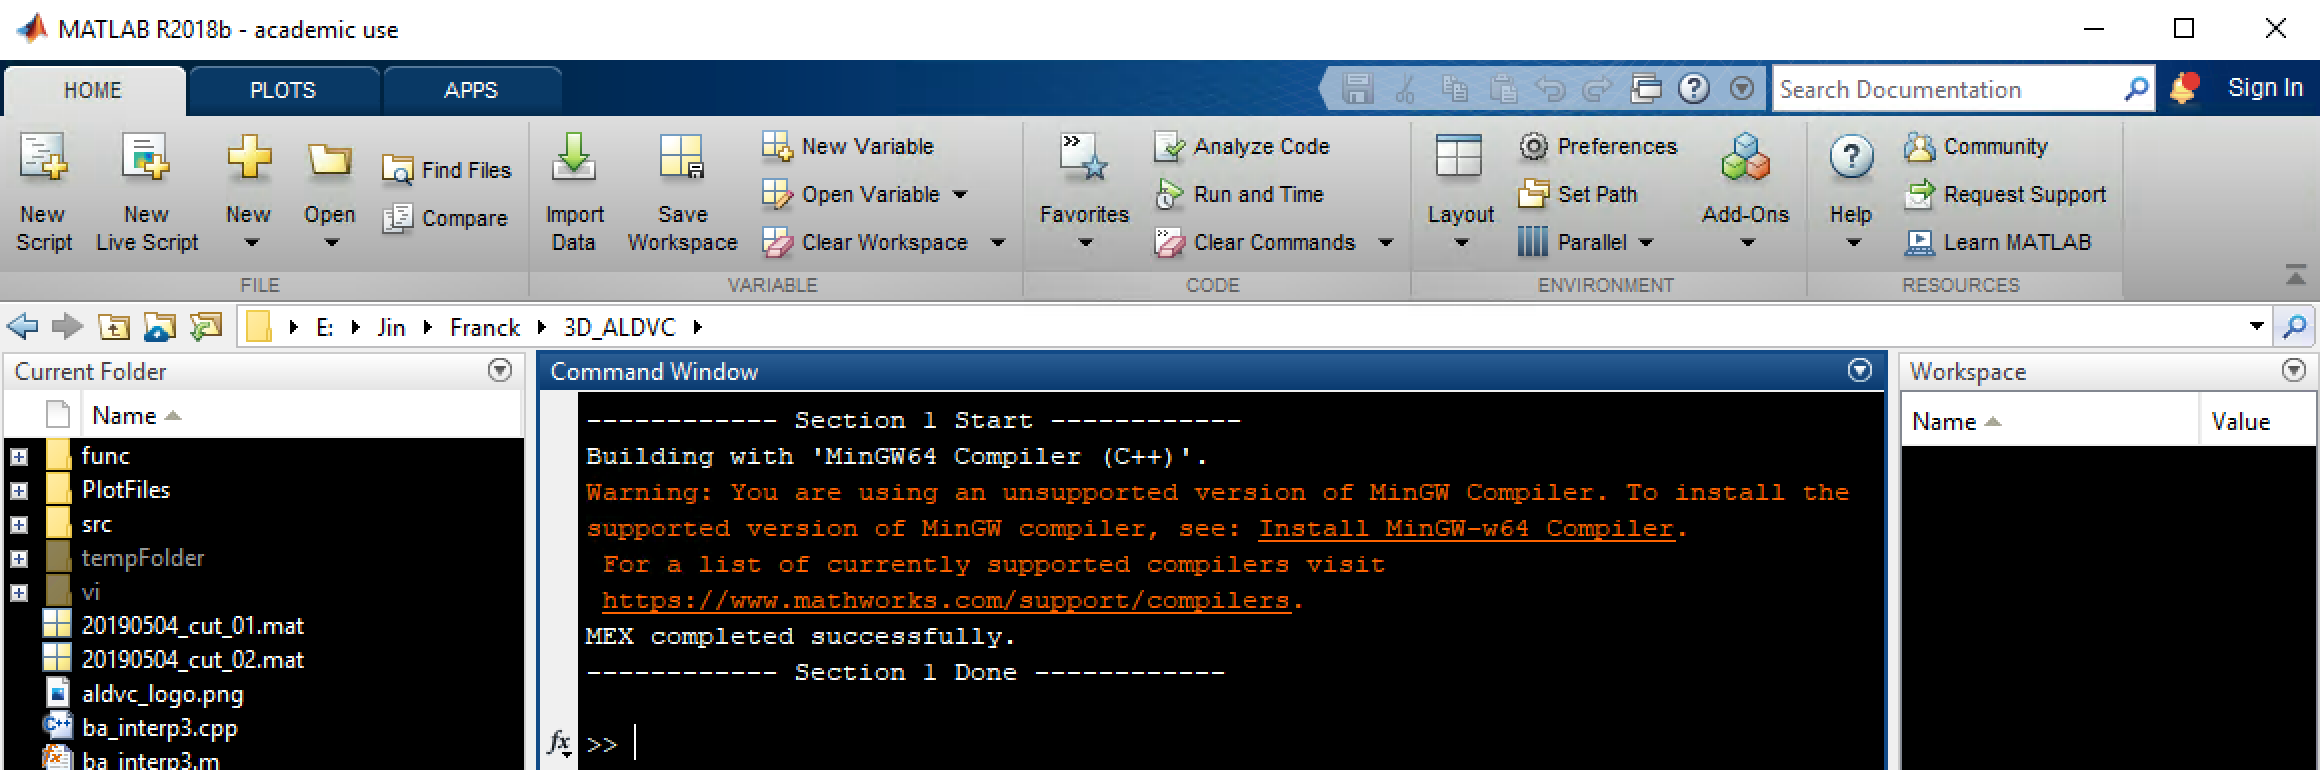 MATLAB R2018b - academic use
HOME
PLOTS
APPS
Search Documentation
Sign In
New Script
New Live Script
New
Open
Find Files
Compare
FILE
Import Data
Save Workspace
New Variable
Open Variable
Clear Workspace
VARIABLE
Favorites
Analyze Code
Run and Time
Clear Commands
CODE
Layout
Preferences
Set Path
Parallel
Add-Ons
ENVIRONMENT
Help
Community
Request Support
Learn MATLAB
RESOURCES
E: Jin Franck 3D_ALDVC
Current Folder
Name
func
PlotFiles
src
tempFolder
vi
20190504_cut_01.mat
20190504_cut_02.mat
aldvc_logo.png
ba_interp3.cpp
ba_interp3.m
Command Window
------------ Section 1 Start ------------
Building with 'MinGW64 Compiler (C++)'.
Warning: You are using an unsupported version of MinGW Compiler. To install the
supported version of MinGW compiler, see: Install MinGW-w64 Compiler.
For a list of currently supported compilers visit
https://www.mathworks.com/support/compilers.
MEX completed successfully.
------------ Section 1 Done ------------
fx >>
Workspace
Name Value